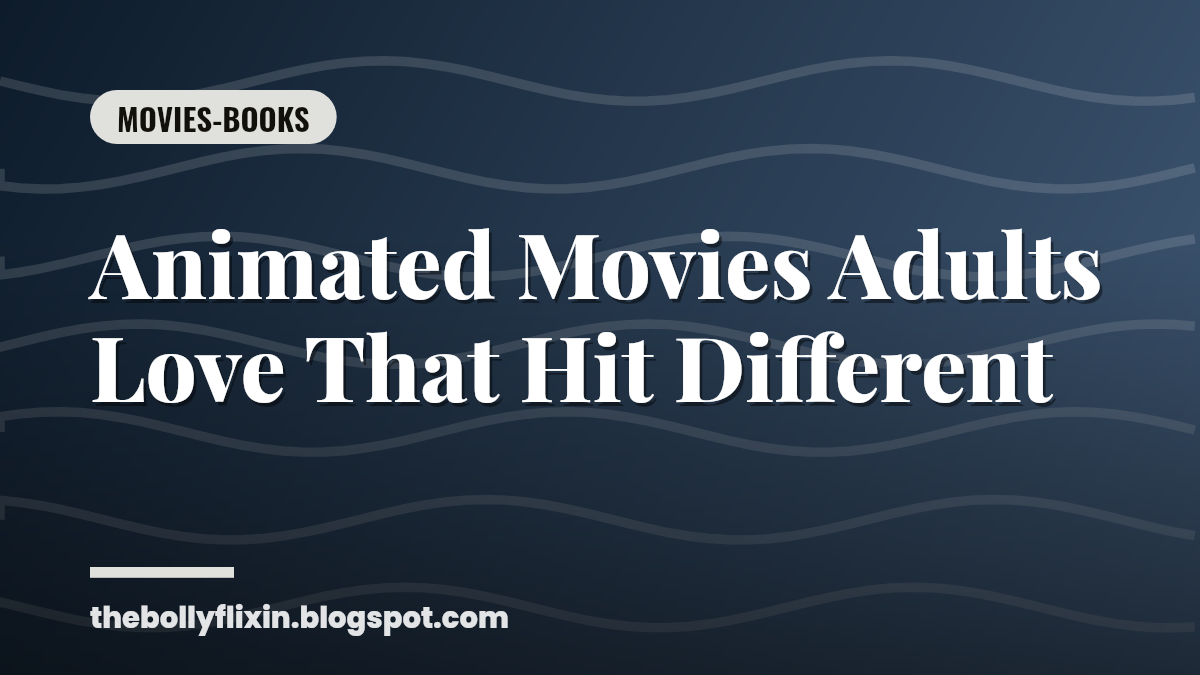 MOVIES-BOOKS
Animated Movies Adults
Love That Hit Different
thebollyflixin.blogspot.com